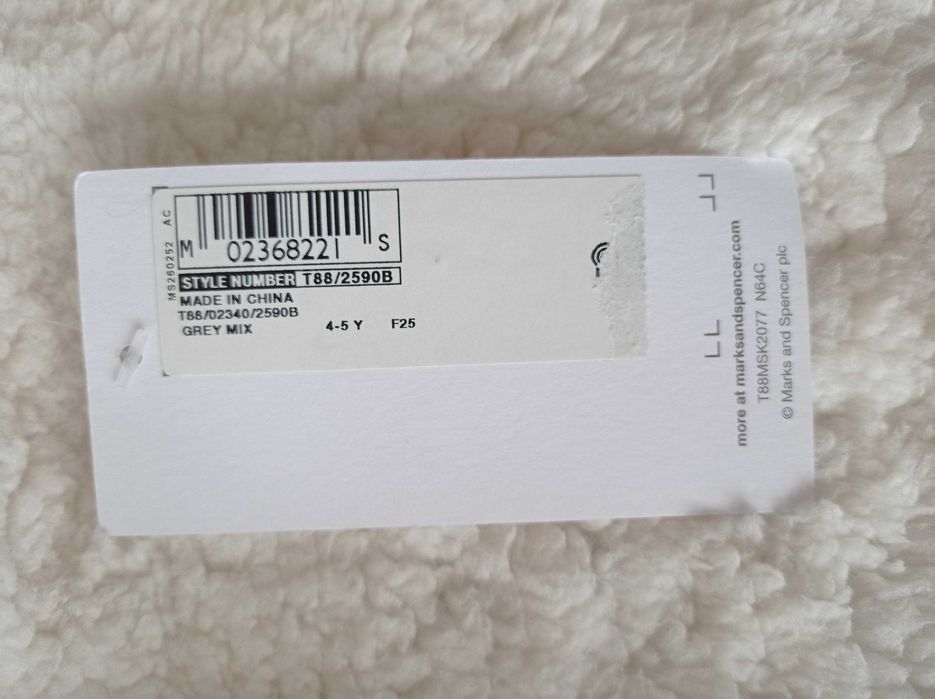 MS260252 AC
M 02368221 S
STYLE NUMBER T88/2590B
MADE IN CHINA
T88/02340/2590B
GREY MIX 4-5 Y F25
more at marksandspencer.com
T88MSK2077 N64C
© Marks and Spencer plc